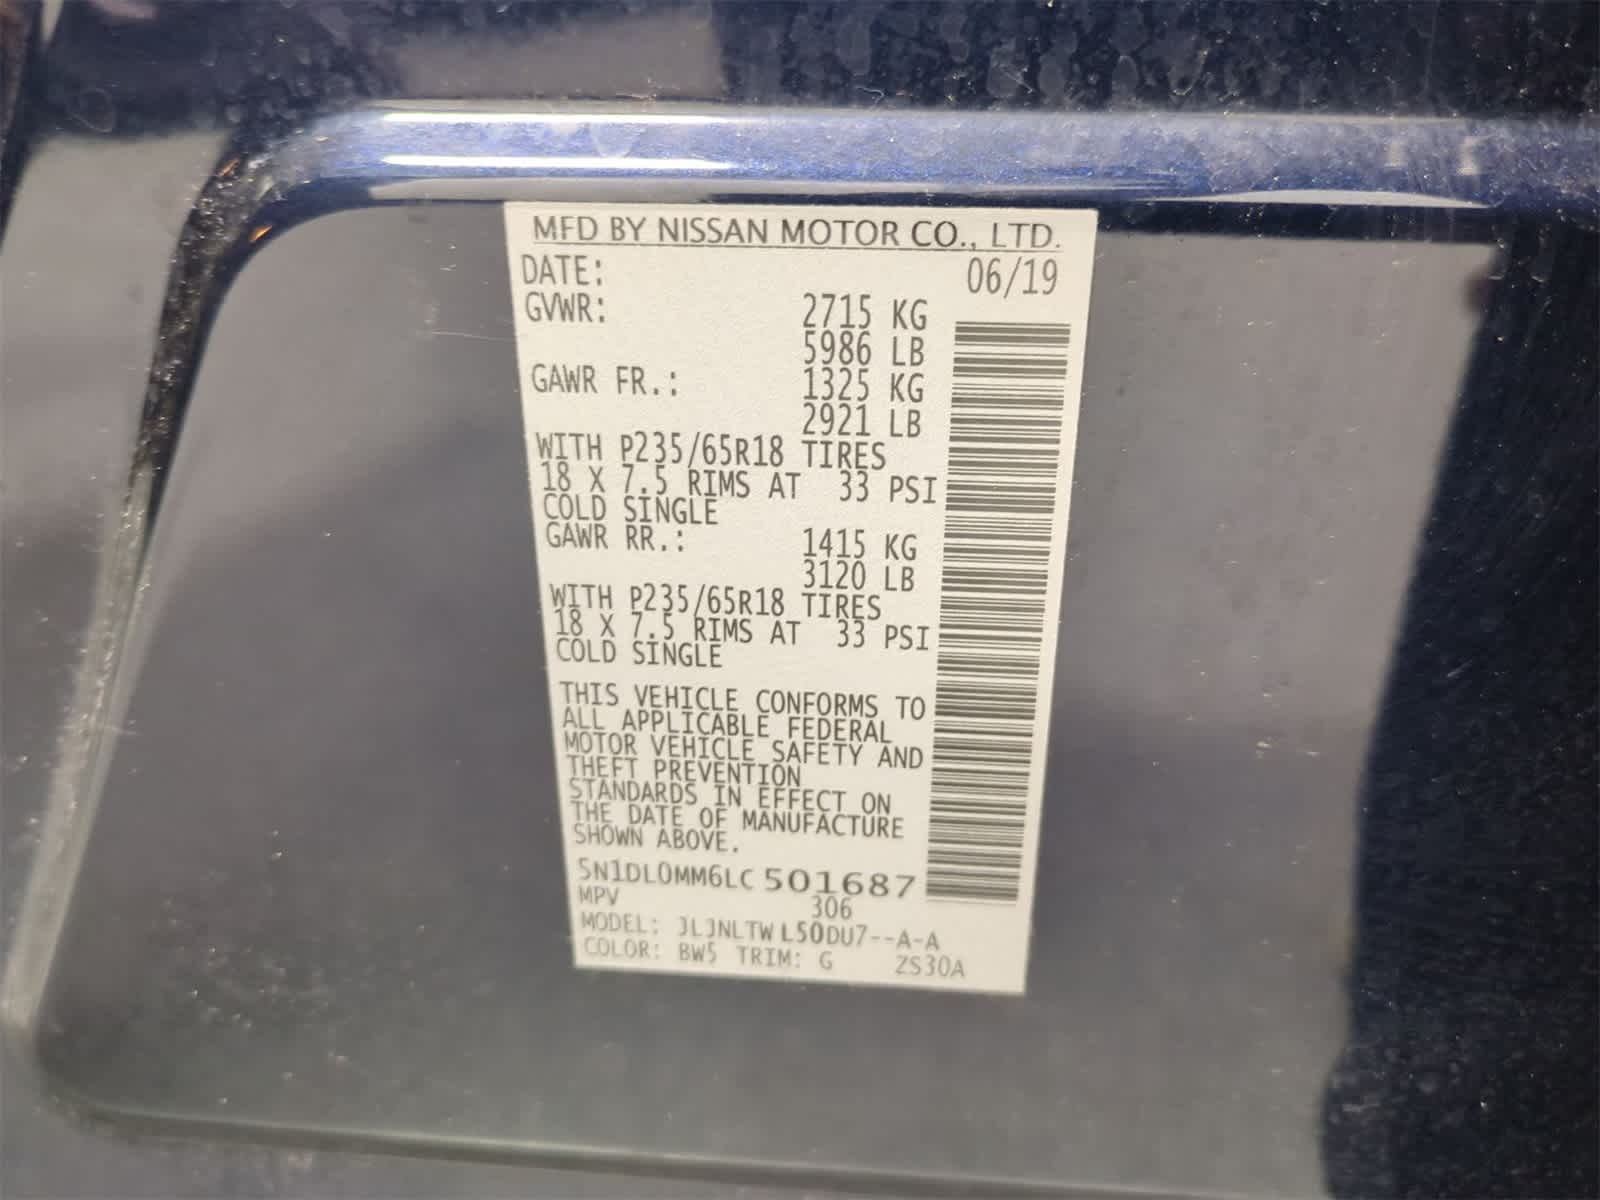 MFD BY NISSAN MOTOR CO., LTD.
DATE: 06/19
GVWR: 2715 KG
5986 LB
GAWR FR.: 1325 KG
2921 LB
WITH P235/65R18 TIRES
18 X 7.5 RIMS AT 33 PSI
COLD SINGLE
GAWR RR.: 1415 KG
3120 LB
WITH P235/65R18 TIRES
18 X 7.5 RIMS AT 33 PSI
COLD SINGLE
THIS VEHICLE CONFORMS TO
ALL APPLICABLE FEDERAL
MOTOR VEHICLE SAFETY AND
THEFT PREVENTION
STANDARDS IN EFFECT ON
THE DATE OF MANUFACTURE
SHOWN ABOVE.
5N1DL0MM6LC501687
MPV 306
MODEL: JLJNLTWL50DU7--A-A
COLOR: BW5 TRIM: G ZS30A